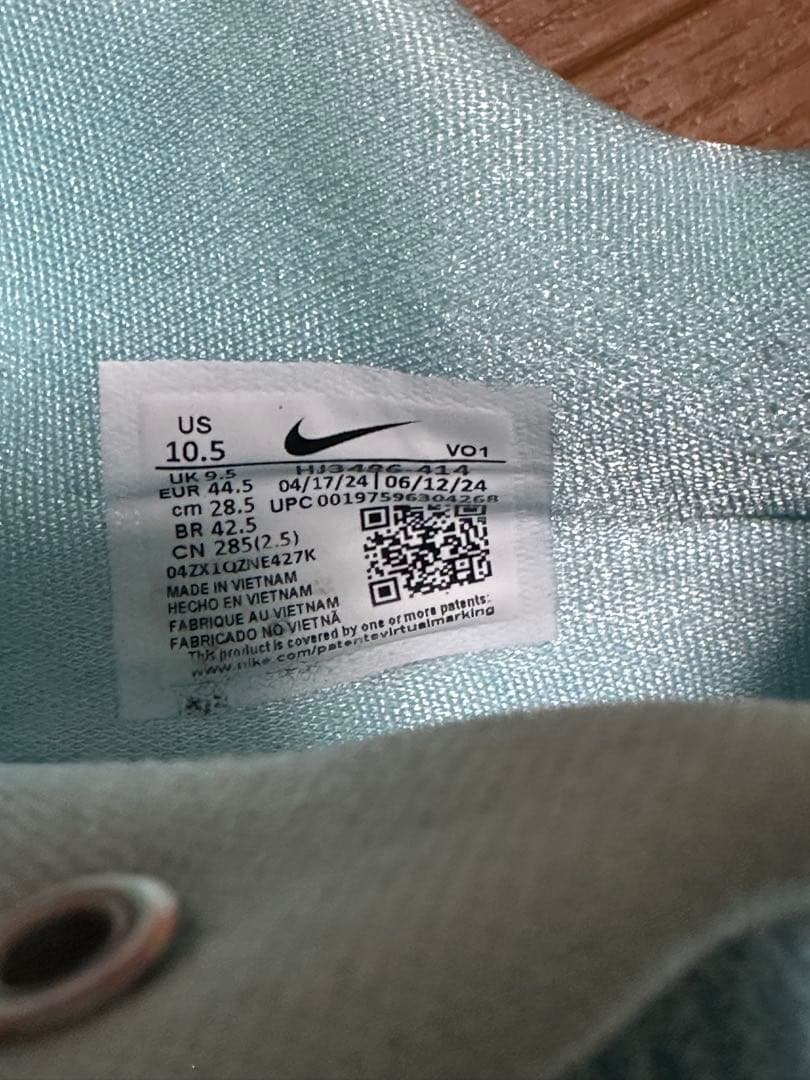 US
10.5
VO1
UK 9.5
EUR 44.5 04/17/24 | 06/12/24
cm 28.5 UPC 00197596304268
BR 42.5
CN 285(2.5)
04ZX1QZNE427K
MADE IN VIETNAM
HECHO EN VIETNAM
FABRIQUE AU VIETNAM
FABRICADO NO VIETNÃ
This product is covered by one or more patents:
www.nike.com/patentsvirtualmarking